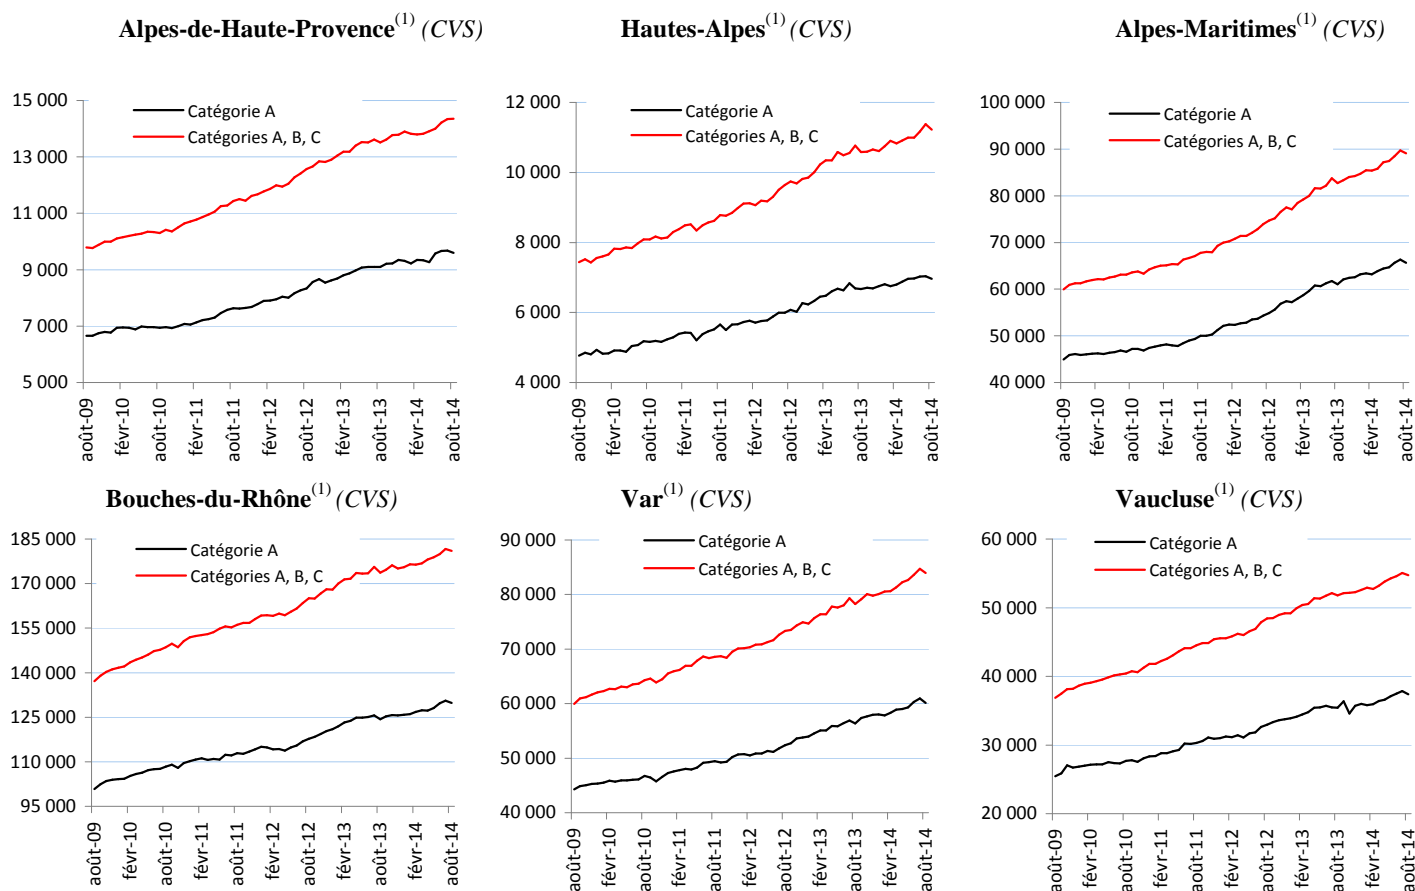 Alpes-de-Haute-Provence(1) (CVS)
15 000
13 000
11 000
9 000
7 000
5 000
Catégorie A
Catégories A, B, C
août-09
févr-10
août-10
févr-11
août-11
févr-12
août-12
févr-13
août-13
févr-14
août-14
Hautes-Alpes(1) (CVS)
12 000
10 000
8 000
6 000
4 000
Catégorie A
Catégories A, B, C
août-09
févr-10
août-10
févr-11
août-11
févr-12
août-12
févr-13
août-13
févr-14
août-14
Alpes-Maritimes(1) (CVS)
100 000
90 000
80 000
70 000
60 000
50 000
40 000
Catégorie A
Catégories A, B, C
août-09
févr-10
août-10
févr-11
août-11
févr-12
août-12
févr-13
août-13
févr-14
août-14
Bouches-du-Rhône(1) (CVS)
185 000
170 000
155 000
140 000
125 000
110 000
95 000
Catégorie A
Catégories A, B, C
août-09
févr-10
août-10
févr-11
août-11
févr-12
août-12
févr-13
août-13
févr-14
août-14
Var(1) (CVS)
90 000
80 000
70 000
60 000
50 000
40 000
Catégorie A
Catégories A, B, C
août-09
févr-10
août-10
févr-11
août-11
févr-12
août-12
févr-13
août-13
févr-14
août-14
Vaucluse(1) (CVS)
60 000
50 000
40 000
30 000
20 000
Catégorie A
Catégories A, B, C
août-09
févr-10
août-10
févr-11
août-11
févr-12
août-12
févr-13
août-13
févr-14
août-14